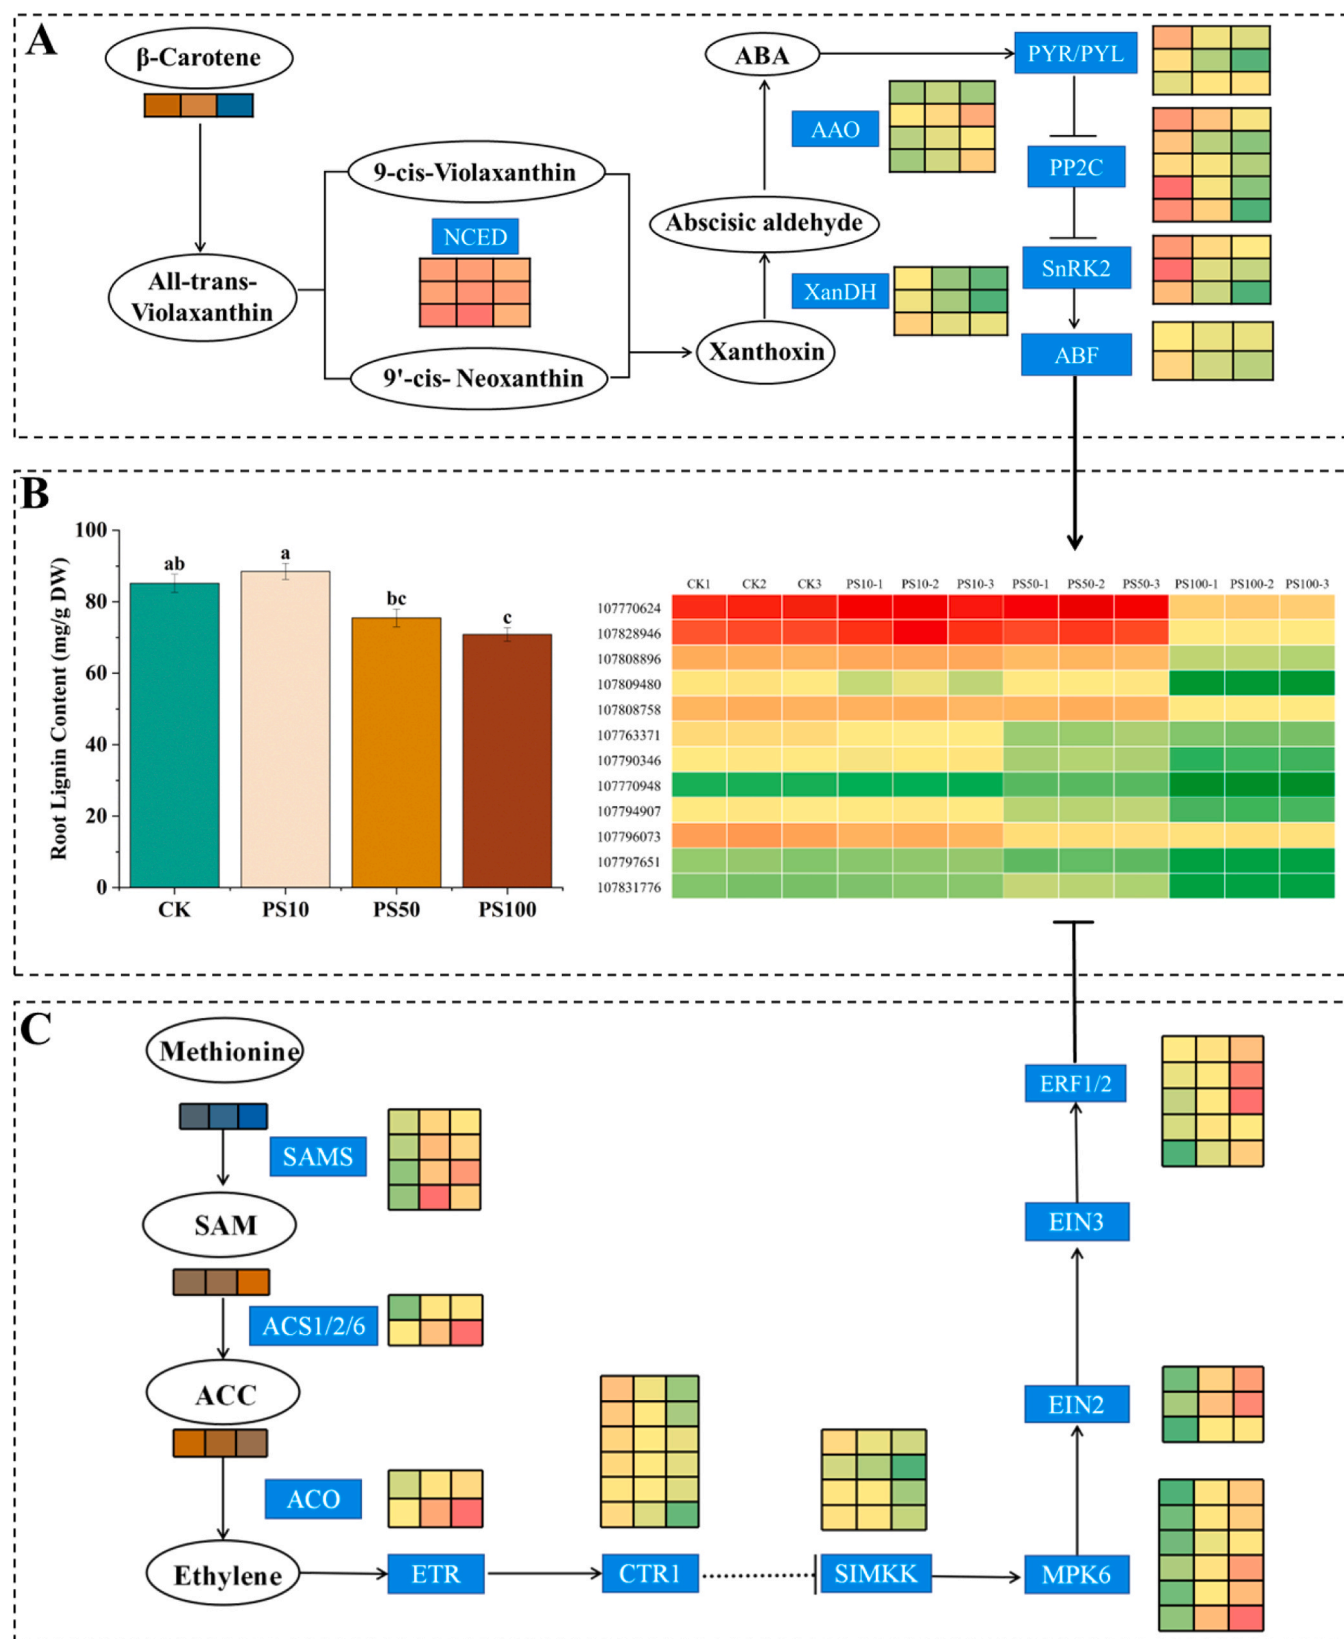 A
β-Carotene
All-trans-
Violaxanthin
9-cis-Violaxanthin
NCED
9'-cis- Neoxanthin
ABA
AAO
Abscisic aldehyde
XanDH
Xanthoxin
PYR/PYL
PP2C
SnRK2
ABF
B
Root Lignin Content (mg/g DW)
100
80
60
40
20
0
ab
a
bc
c
CK PS10 PS50 PS100
CK1 CK2 CK3 PS10-1 PS10-2 PS10-3 PS50-1 PS50-2 PS50-3 PS100-1 PS100-2 PS100-3
107770624
107828946
107808896
107809480
107808758
107763371
107790346
107770948
107794907
107796073
107797651
107831776
C
Methionine
SAMS
SAM
ACS1/2/6
ACC
ACO
Ethylene
ETR
CTR1
SIMKK
MPK6
EIN2
EIN3
ERF1/2